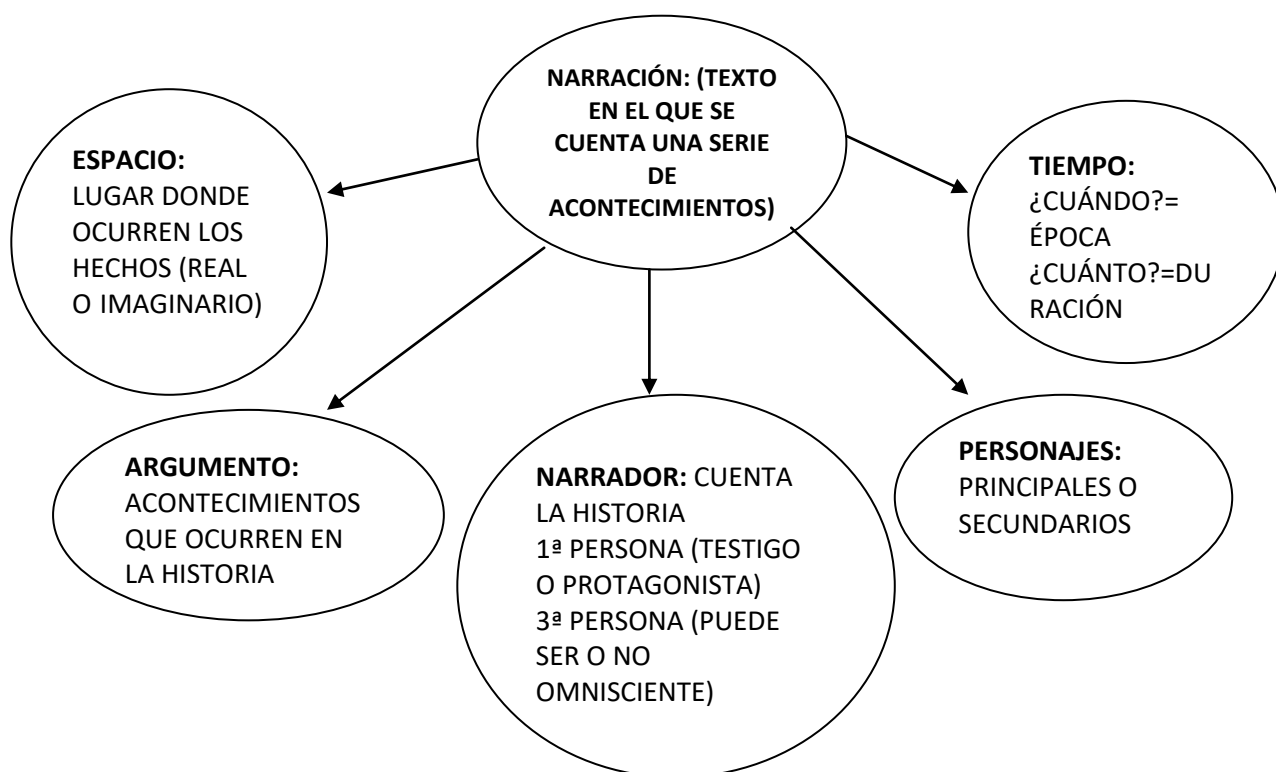 NARRACIÓN: (TEXTO
EN EL QUE SE
CUENTA UNA SERIE
DE
ACONTECIMIENTOS)
ESPACIO:
LUGAR DONDE
OCURREN LOS
HECHOS (REAL
O IMAGINARIO)
TIEMPO:
¿CUÁNDO?=
ÉPOCA
¿CUÁNTO?=DU
RACIÓN
ARGUMENTO:
ACONTECIMIENTOS
QUE OCURREN EN
LA HISTORIA
NARRADOR: CUENTA
LA HISTORIA
1ª PERSONA (TESTIGO
O PROTAGONISTA)
3ª PERSONA (PUEDE
SER O NO
OMNISCIENTE)
PERSONAJES:
PRINCIPALES O
SECUNDARIOS